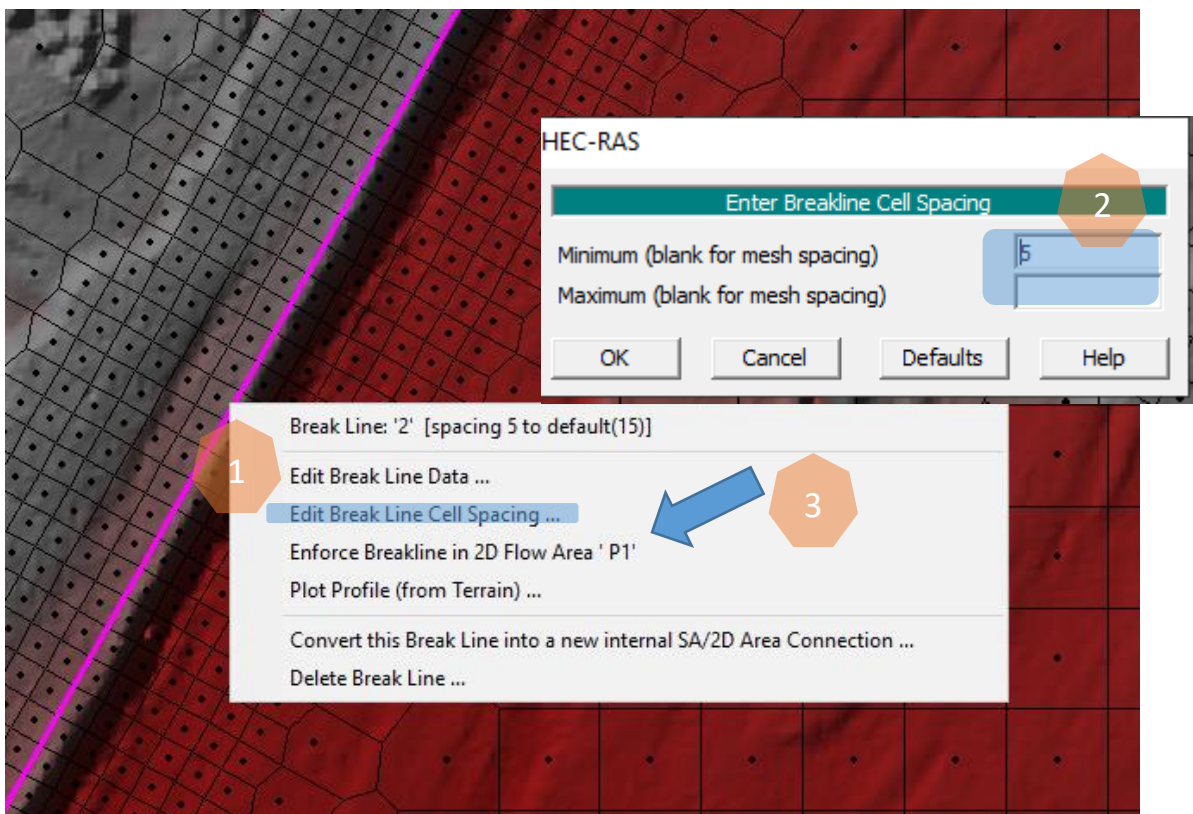 HEC-RAS
Enter Breakline Cell Spacing
2
Minimum (blank for mesh spacing)
5
Maximum (blank for mesh spacing)
OK
Cancel
Defaults
Help
Break Line: '2' [spacing 5 to default(15)]
1
Edit Break Line Data ...
3
Edit Break Line Cell Spacing ...
Enforce Breakline in 2D Flow Area ' P1'
Plot Profile (from Terrain) ...
Convert this Break Line into a new internal SA/2D Area Connection ...
Delete Break Line ...